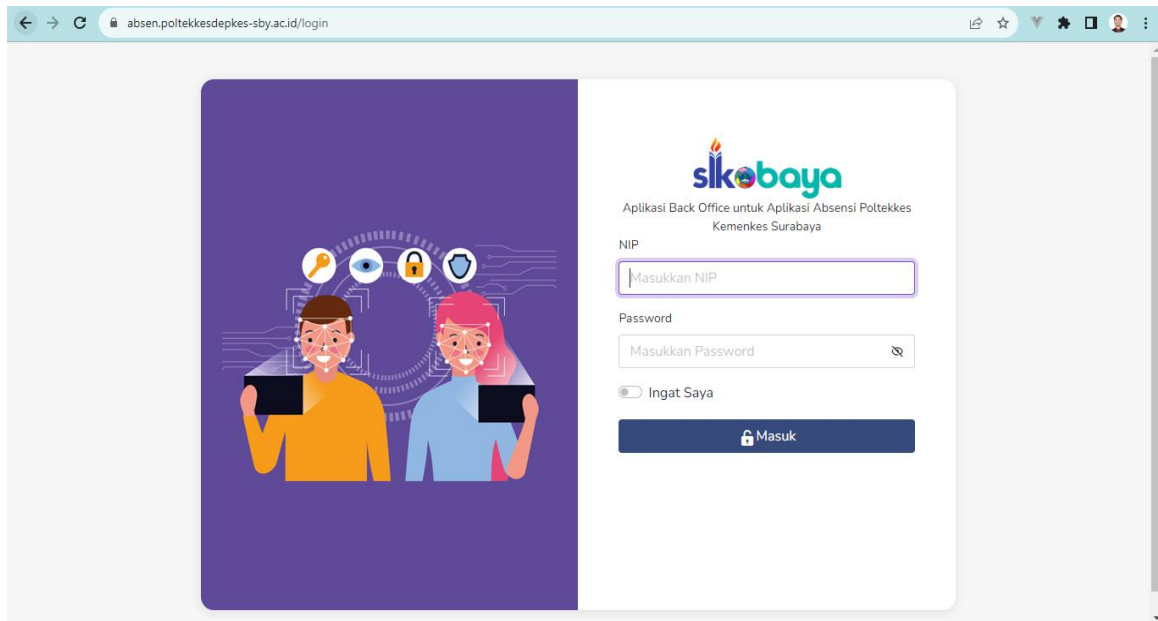 absen.poltekkesdepkes-sby.ac.id/login
sikobaya
Aplikasi Back Office untuk Aplikasi Absensi Poltekkes
Kemenkes Surabaya
NIP
Masukkan NIP
Password
Masukkan Password
Ingat Saya
Masuk